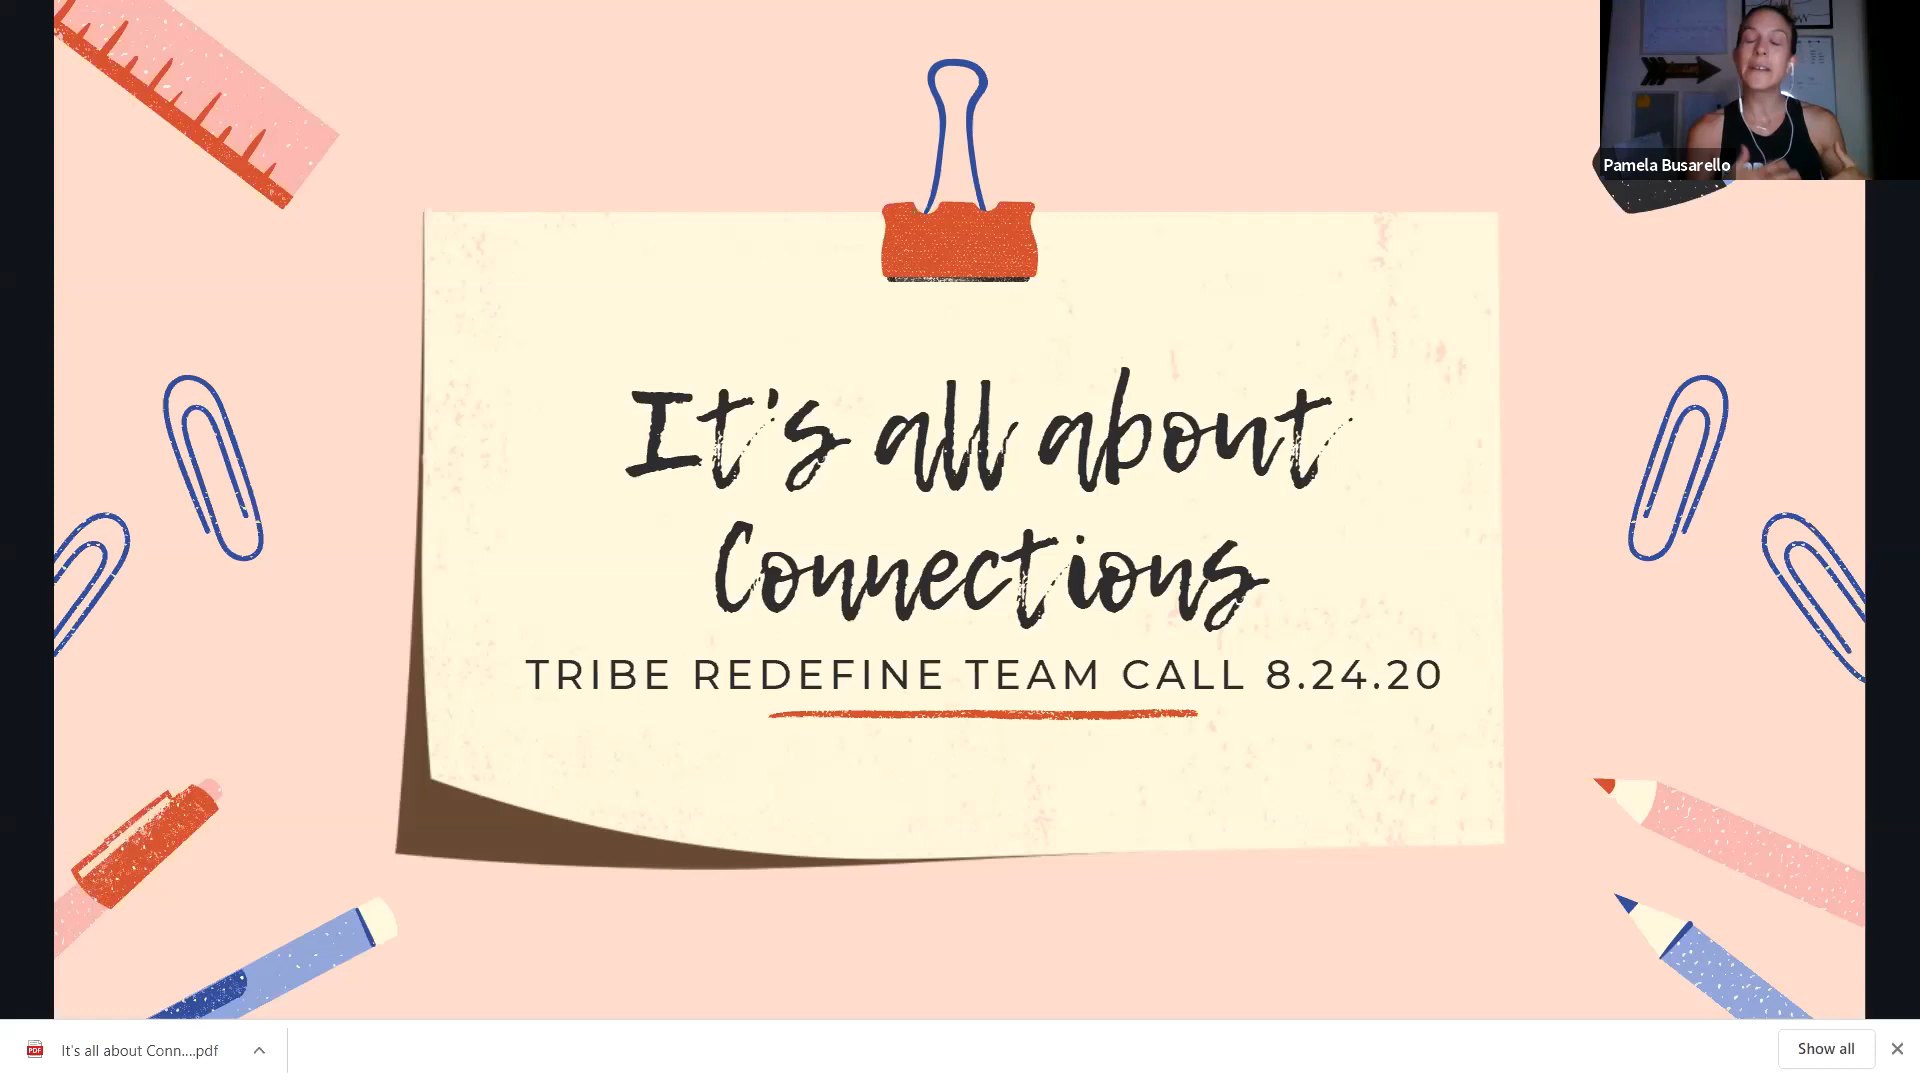 Pamela Busarello
It's all about
Connections
TRIBE REDEFINE TEAM CALL 8.24.20
PDF
It's all about Conn....pdf
Show all